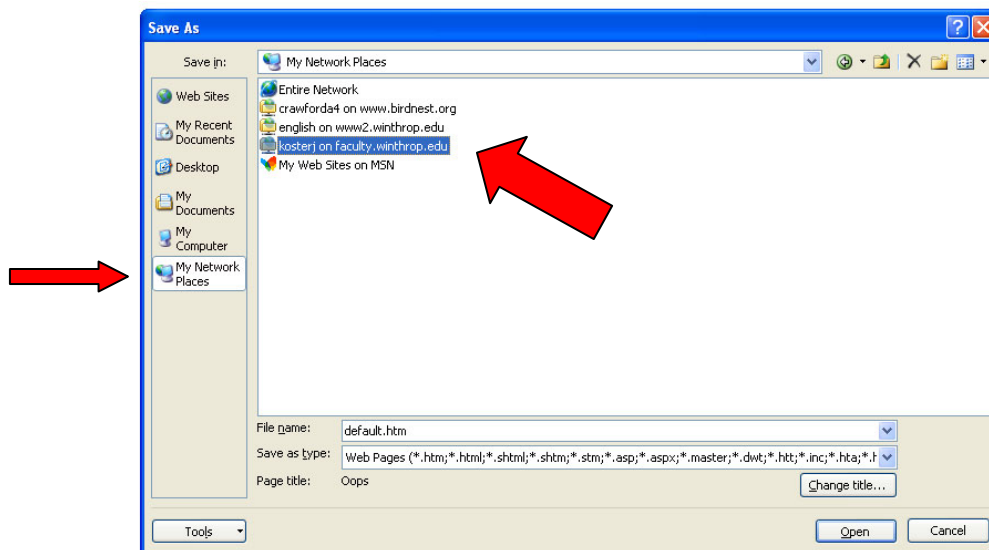 Save As
?
Save in:
My Network Places
Web Sites
My Recent
Documents
Desktop
My
Documents
My
Computer
My Network
Places
Entire Network
crawforda4 on www.birdnest.org
english on www2.winthrop.edu
kosterj on faculty.winthrop.edu
My Web Sites on MSN
File name:
default.htm
Save as type:
Web Pages (*.htm;*.html;*.shtml;*.shtm;*.stm;*.asp;*.aspx;*.master;*.dwt;*.htt;*.inc;*.hta;*.
Page title:
Oops
Change title...
Tools
Open
Cancel